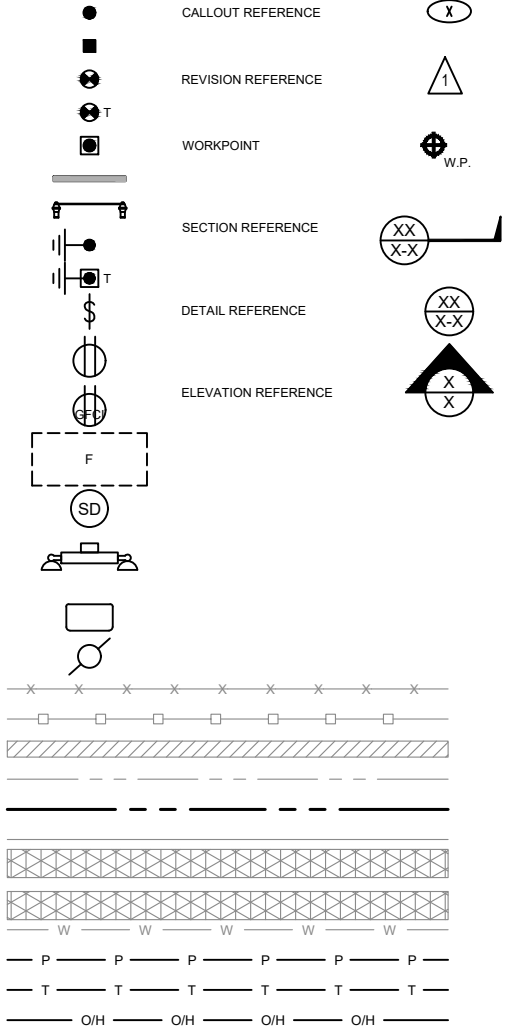 CALLOUT REFERENCE X
REVISION REFERENCE 1
T
WORKPOINT W.P.
SECTION REFERENCE XX
X-X
T
$
DETAIL REFERENCE XX
X-X
ELEVATION REFERENCE X
X
GFCI
F
SD
X X X X X X X X X
W W W W W
P P P P P P
T T T T T T
O/H O/H O/H O/H